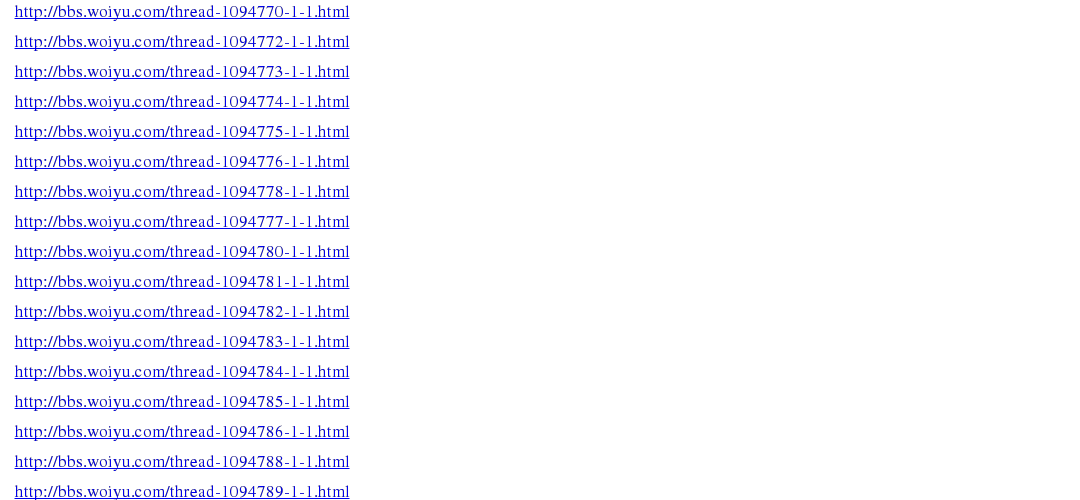 http://bbs.woiyu.com/thread-1094770-1-1.html
http://bbs.woiyu.com/thread-1094772-1-1.html
http://bbs.woiyu.com/thread-1094773-1-1.html
http://bbs.woiyu.com/thread-1094774-1-1.html
http://bbs.woiyu.com/thread-1094775-1-1.html
http://bbs.woiyu.com/thread-1094776-1-1.html
http://bbs.woiyu.com/thread-1094778-1-1.html
http://bbs.woiyu.com/thread-1094777-1-1.html
http://bbs.woiyu.com/thread-1094780-1-1.html
http://bbs.woiyu.com/thread-1094781-1-1.html
http://bbs.woiyu.com/thread-1094782-1-1.html
http://bbs.woiyu.com/thread-1094783-1-1.html
http://bbs.woiyu.com/thread-1094784-1-1.html
http://bbs.woiyu.com/thread-1094785-1-1.html
http://bbs.woiyu.com/thread-1094786-1-1.html
http://bbs.woiyu.com/thread-1094788-1-1.html
http://bbs.woiyu.com/thread-1094789-1-1.html